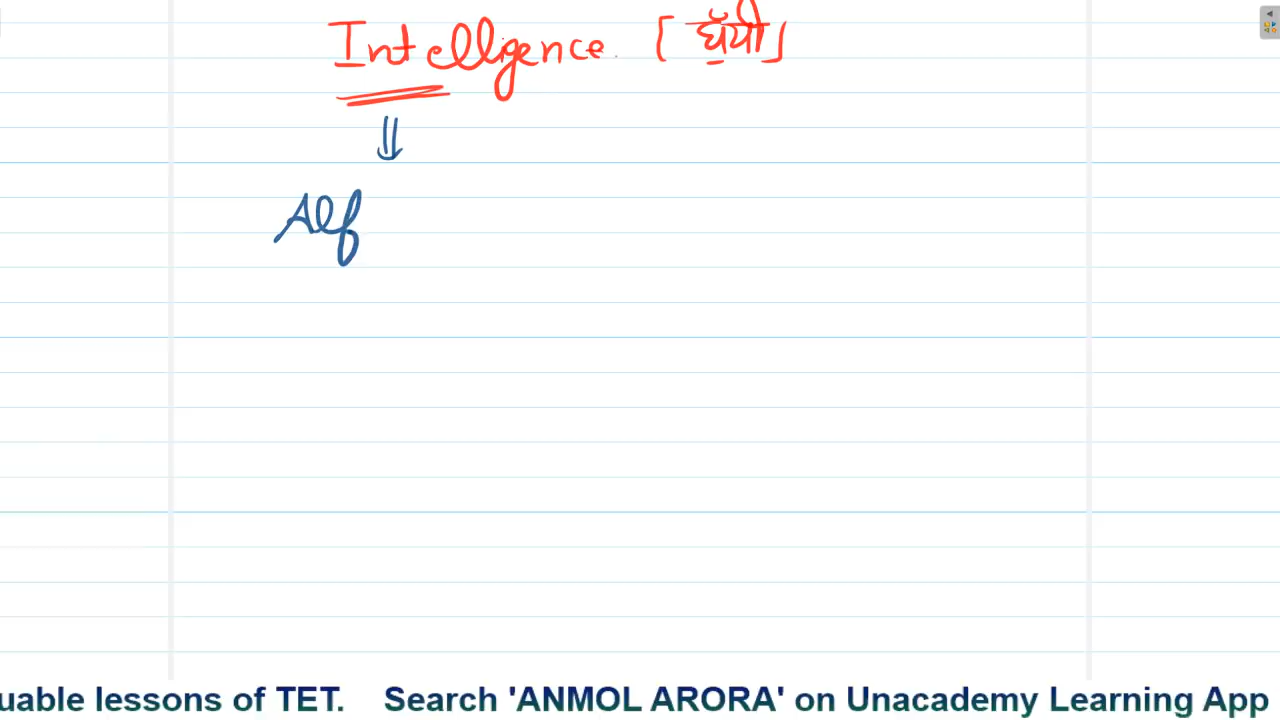 Intelligence. [ ਬੁੱਧੀ ]
⇓
Alf
uable lessons of TET. Search 'ANMOL ARORA' on Unacademy Learning App